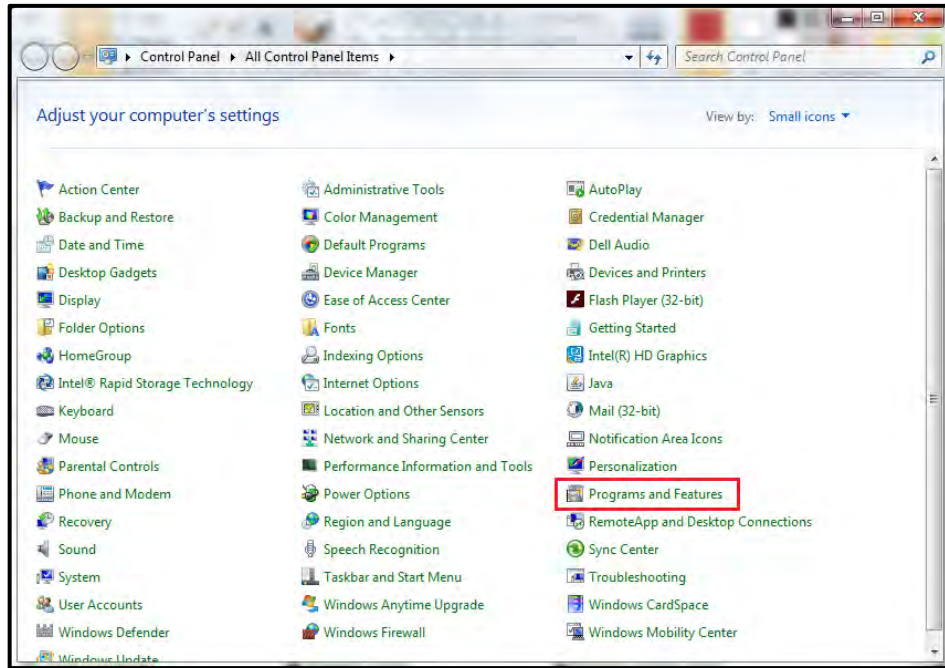 Control Panel All Control Panel Items Search Control Panel
Adjust your computer's settings View by: Small icons
Action Center Administrative Tools AutoPlay
Backup and Restore Color Management Credential Manager
Date and Time Default Programs Dell Audio
Desktop Gadgets Device Manager Devices and Printers
Display Ease of Access Center Flash Player (32-bit)
Folder Options Fonts Getting Started
HomeGroup Indexing Options Intel(R) HD Graphics
Intel® Rapid Storage Technology Internet Options Java
Keyboard Location and Other Sensors Mail (32-bit)
Mouse Network and Sharing Center Notification Area Icons
Parental Controls Performance Information and Tools Personalization
Phone and Modem Power Options Programs and Features
Recovery Region and Language RemoteApp and Desktop Connections
Sound Speech Recognition Sync Center
System Taskbar and Start Menu Troubleshooting
User Accounts Windows Anytime Upgrade Windows CardSpace
Windows Defender Windows Firewall Windows Mobility Center
Windows Update